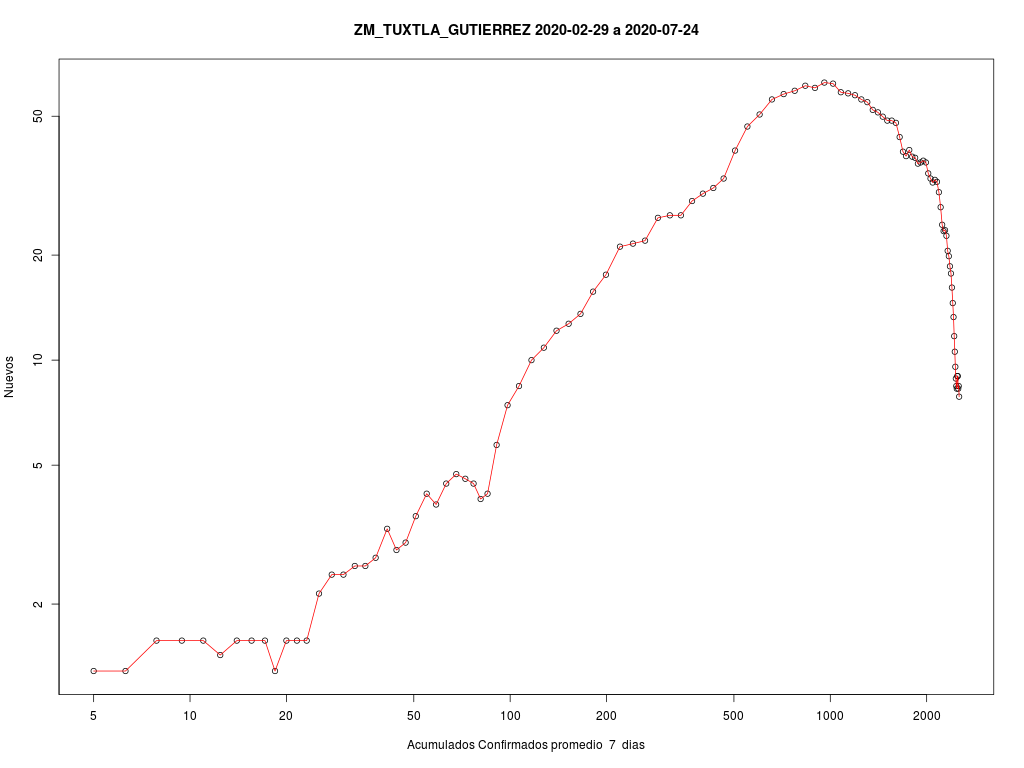 ZM_TUXTLA_GUTIERREZ 2020-02-29 a 2020-07-24
50
20
10
5
2
Nuevos
5 10 20 50 100 200 500 1000 2000
Acumulados Confirmados promedio 7 dias